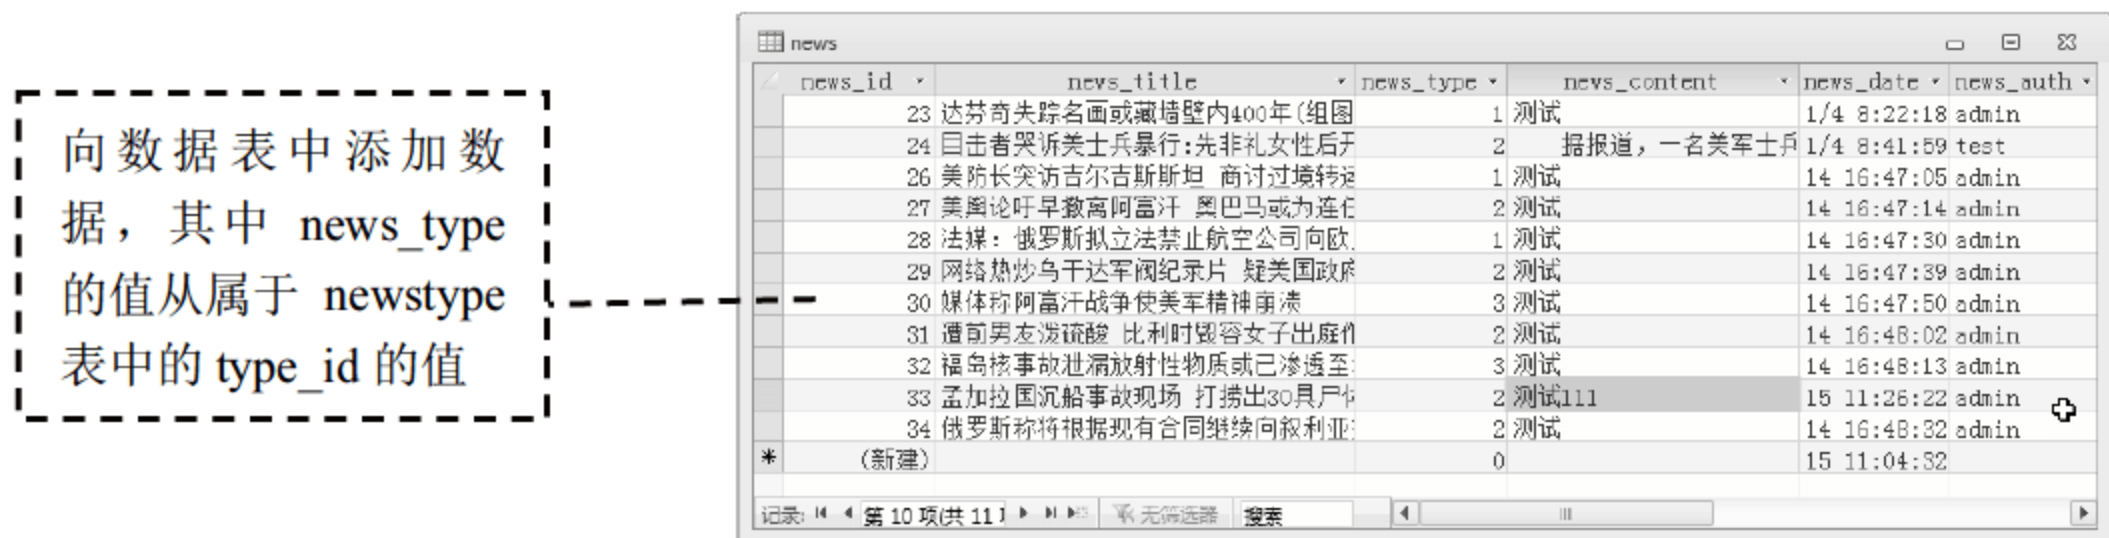 向数据表中添加数
据，其中 news_type
的值从属于 newstype
表中的 type_id 的值
news
news_id news_title news_type news_content news_date news_auth
23 达芬奇失踪名画或藏墙壁内400年(组图 1 测试 1/4 8:22:18 admin
24 目击者哭诉美士兵暴行:先非礼女性后开 2 据报道，一名美军士兵 1/4 8:41:59 test
26 美防长突访吉尔吉斯斯坦 商讨过境转运 1 测试 14 16:47:05 admin
27 美舆论吁早撤离阿富汗 奥巴马或为连任 2 测试 14 16:47:14 admin
28 法媒：俄罗斯拟立法禁止航空公司向欧 1 测试 14 16:47:30 admin
29 网络热炒乌干达军阀纪录片 疑美国政府 2 测试 14 16:47:39 admin
30 媒体称阿富汗战争使美军精神崩溃 3 测试 14 16:47:50 admin
31 遭前男友泼硫酸 比利时毁容女子出庭作 2 测试 14 16:48:02 admin
32 福岛核事故泄漏放射性物质或已渗透至 3 测试 14 16:48:13 admin
33 孟加拉国沉船事故现场 打捞出30具尸体 2 测试111 15 11:26:22 admin
34 俄罗斯称将根据现有合同继续向叙利亚 2 测试 14 16:48:32 admin
* (新建) 0 15 11:04:32
记录: 第 10 项(共 11 无筛选器 搜索